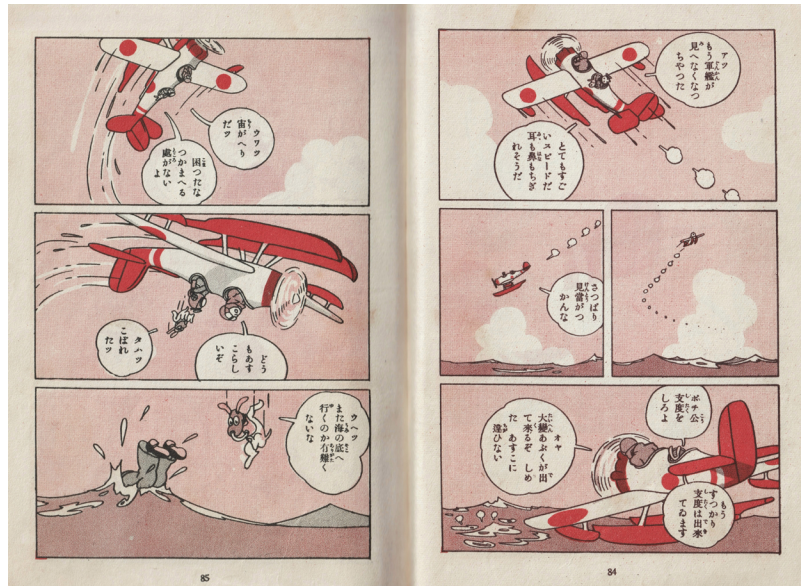 アツ
もう軍艦が
見へなくなつ
ちやつた
とてもすご
いスピードだ
耳も鼻もちぎ
れそうだ
さつぱり
見當がつ
かんな
ポチ公
支度を
しろよ
オヤ
大變あぶくが出
て来るぞ しめ
た あすこに
違ひない
もう
すつかり
支度は出来
てゐます
84
ウワツ
宙がへり
だツ
困つたな
つかまへる
處がない
よ
どう
もあす
こらし
いぞ
タハツ
こぼれ
たツ
ウヘツ
また海の底へ
行くのか有難く
ないな
85